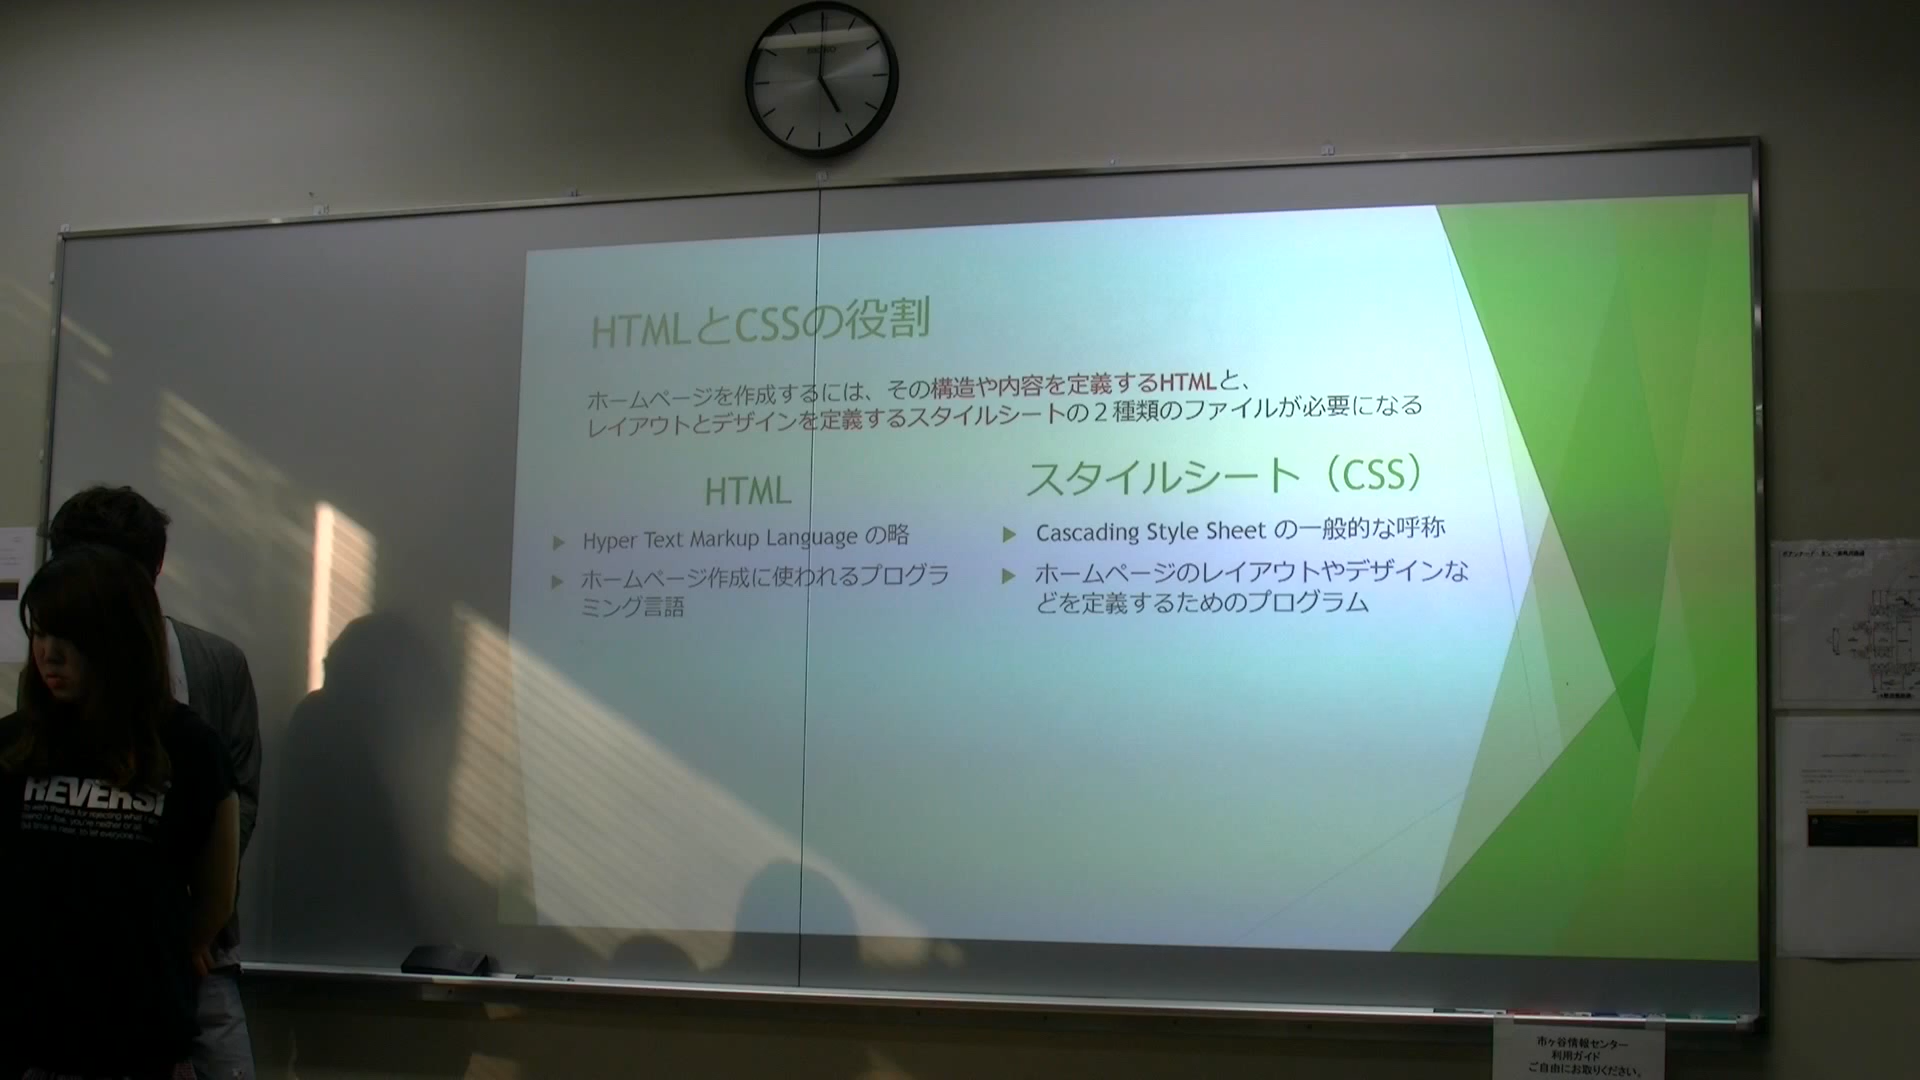 HTMLとCSSの役割
ホームページを作成するには、その構造や内容を定義するHTMLと、
レイアウトとデザインを定義するスタイルシートの２種類のファイルが必要になる
HTML
Hyper Text Markup Language の略
ホームページ作成に使われるプログラ
ミング言語
スタイルシート（CSS）
Cascading Style Sheet の一般的な呼称
ホームページのレイアウトやデザインな
どを定義するためのプログラム
REVERSI
市ヶ谷情報センター
利用ガイド
ご自由にお取りください。